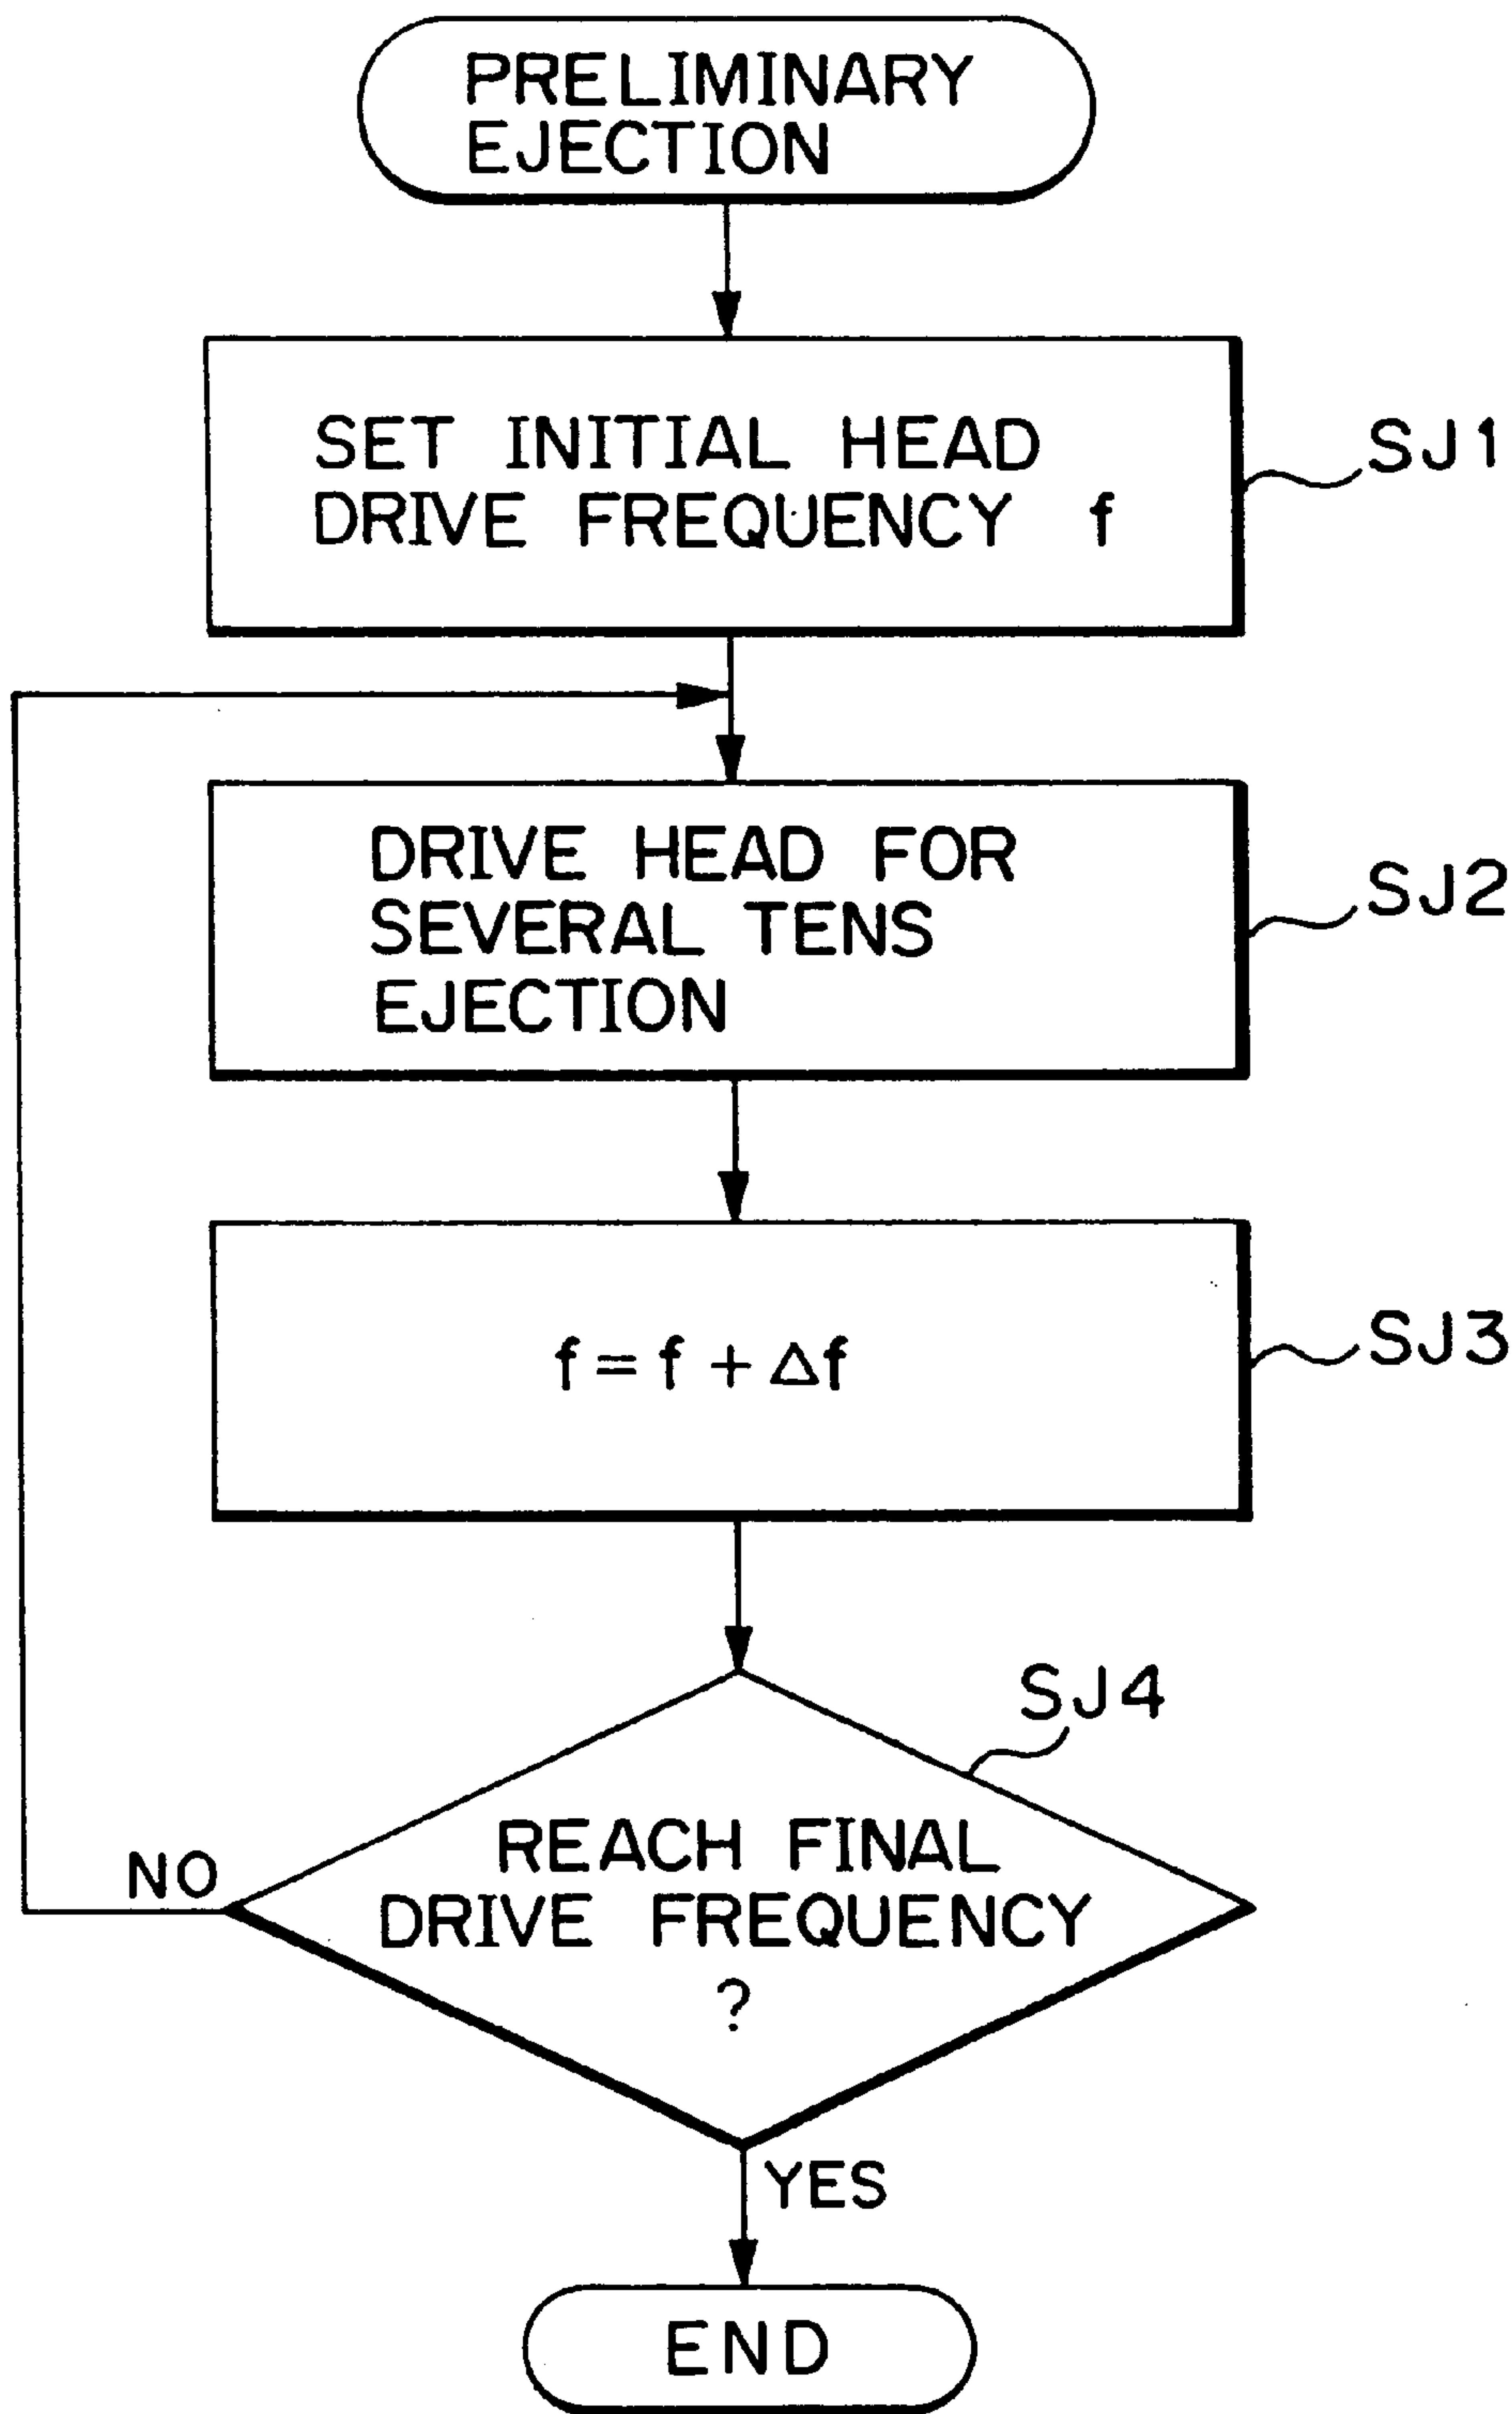 PRELIMINARY
EJECTION
SET INITIAL HEAD
DRIVE FREQUENCY f
SJ1
DRIVE HEAD FOR
SEVERAL TENS
EJECTION
SJ2
f = f + Δf
SJ3
SJ4
REACH FINAL
DRIVE FREQUENCY
?
NO
YES
END